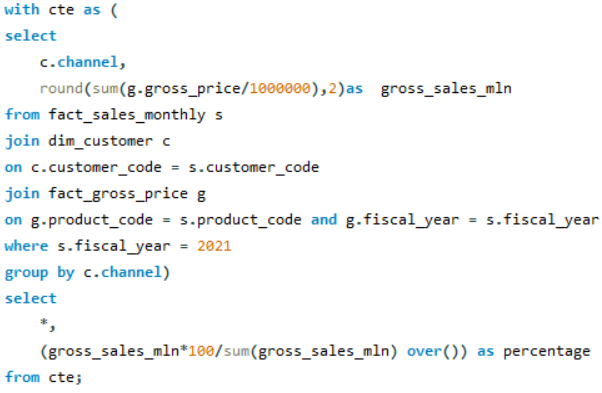 with cte as (
select
c.channel,
round(sum(g.gross_price/1000000),2)as  gross_sales_mln
from fact_sales_monthly s
join dim_customer c
on c.customer_code = s.customer_code
join fact_gross_price g
on g.product_code = s.product_code and g.fiscal_year = s.fiscal_year
where s.fiscal_year = 2021
group by c.channel)
select
*,
(gross_sales_mln*100/sum(gross_sales_mln) over()) as percentage
from cte;